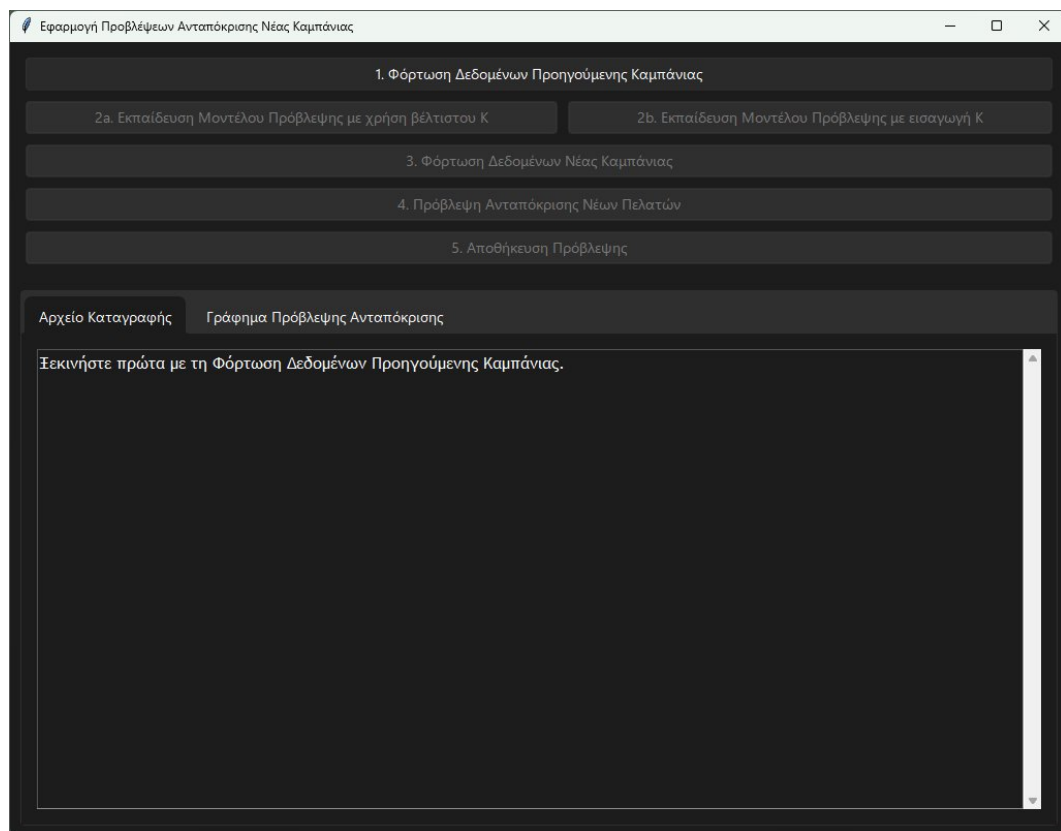 Εφαρμογή Προβλέψεων Ανταπόκρισης Νέας Καμπάνιας
1. Φόρτωση Δεδομένων Προηγούμενης Καμπάνιας
2a. Εκπαίδευση Μοντέλου Πρόβλεψης με χρήση βέλτιστου K
2b. Εκπαίδευση Μοντέλου Πρόβλεψης με εισαγωγή K
3. Φόρτωση Δεδομένων Νέας Καμπάνιας
4. Πρόβλεψη Ανταπόκρισης Νέων Πελατών
5. Αποθήκευση Πρόβλεψης
Αρχείο Καταγραφής
Γράφημα Πρόβλεψης Ανταπόκρισης
Ξεκινήστε πρώτα με τη Φόρτωση Δεδομένων Προηγούμενης Καμπάνιας.